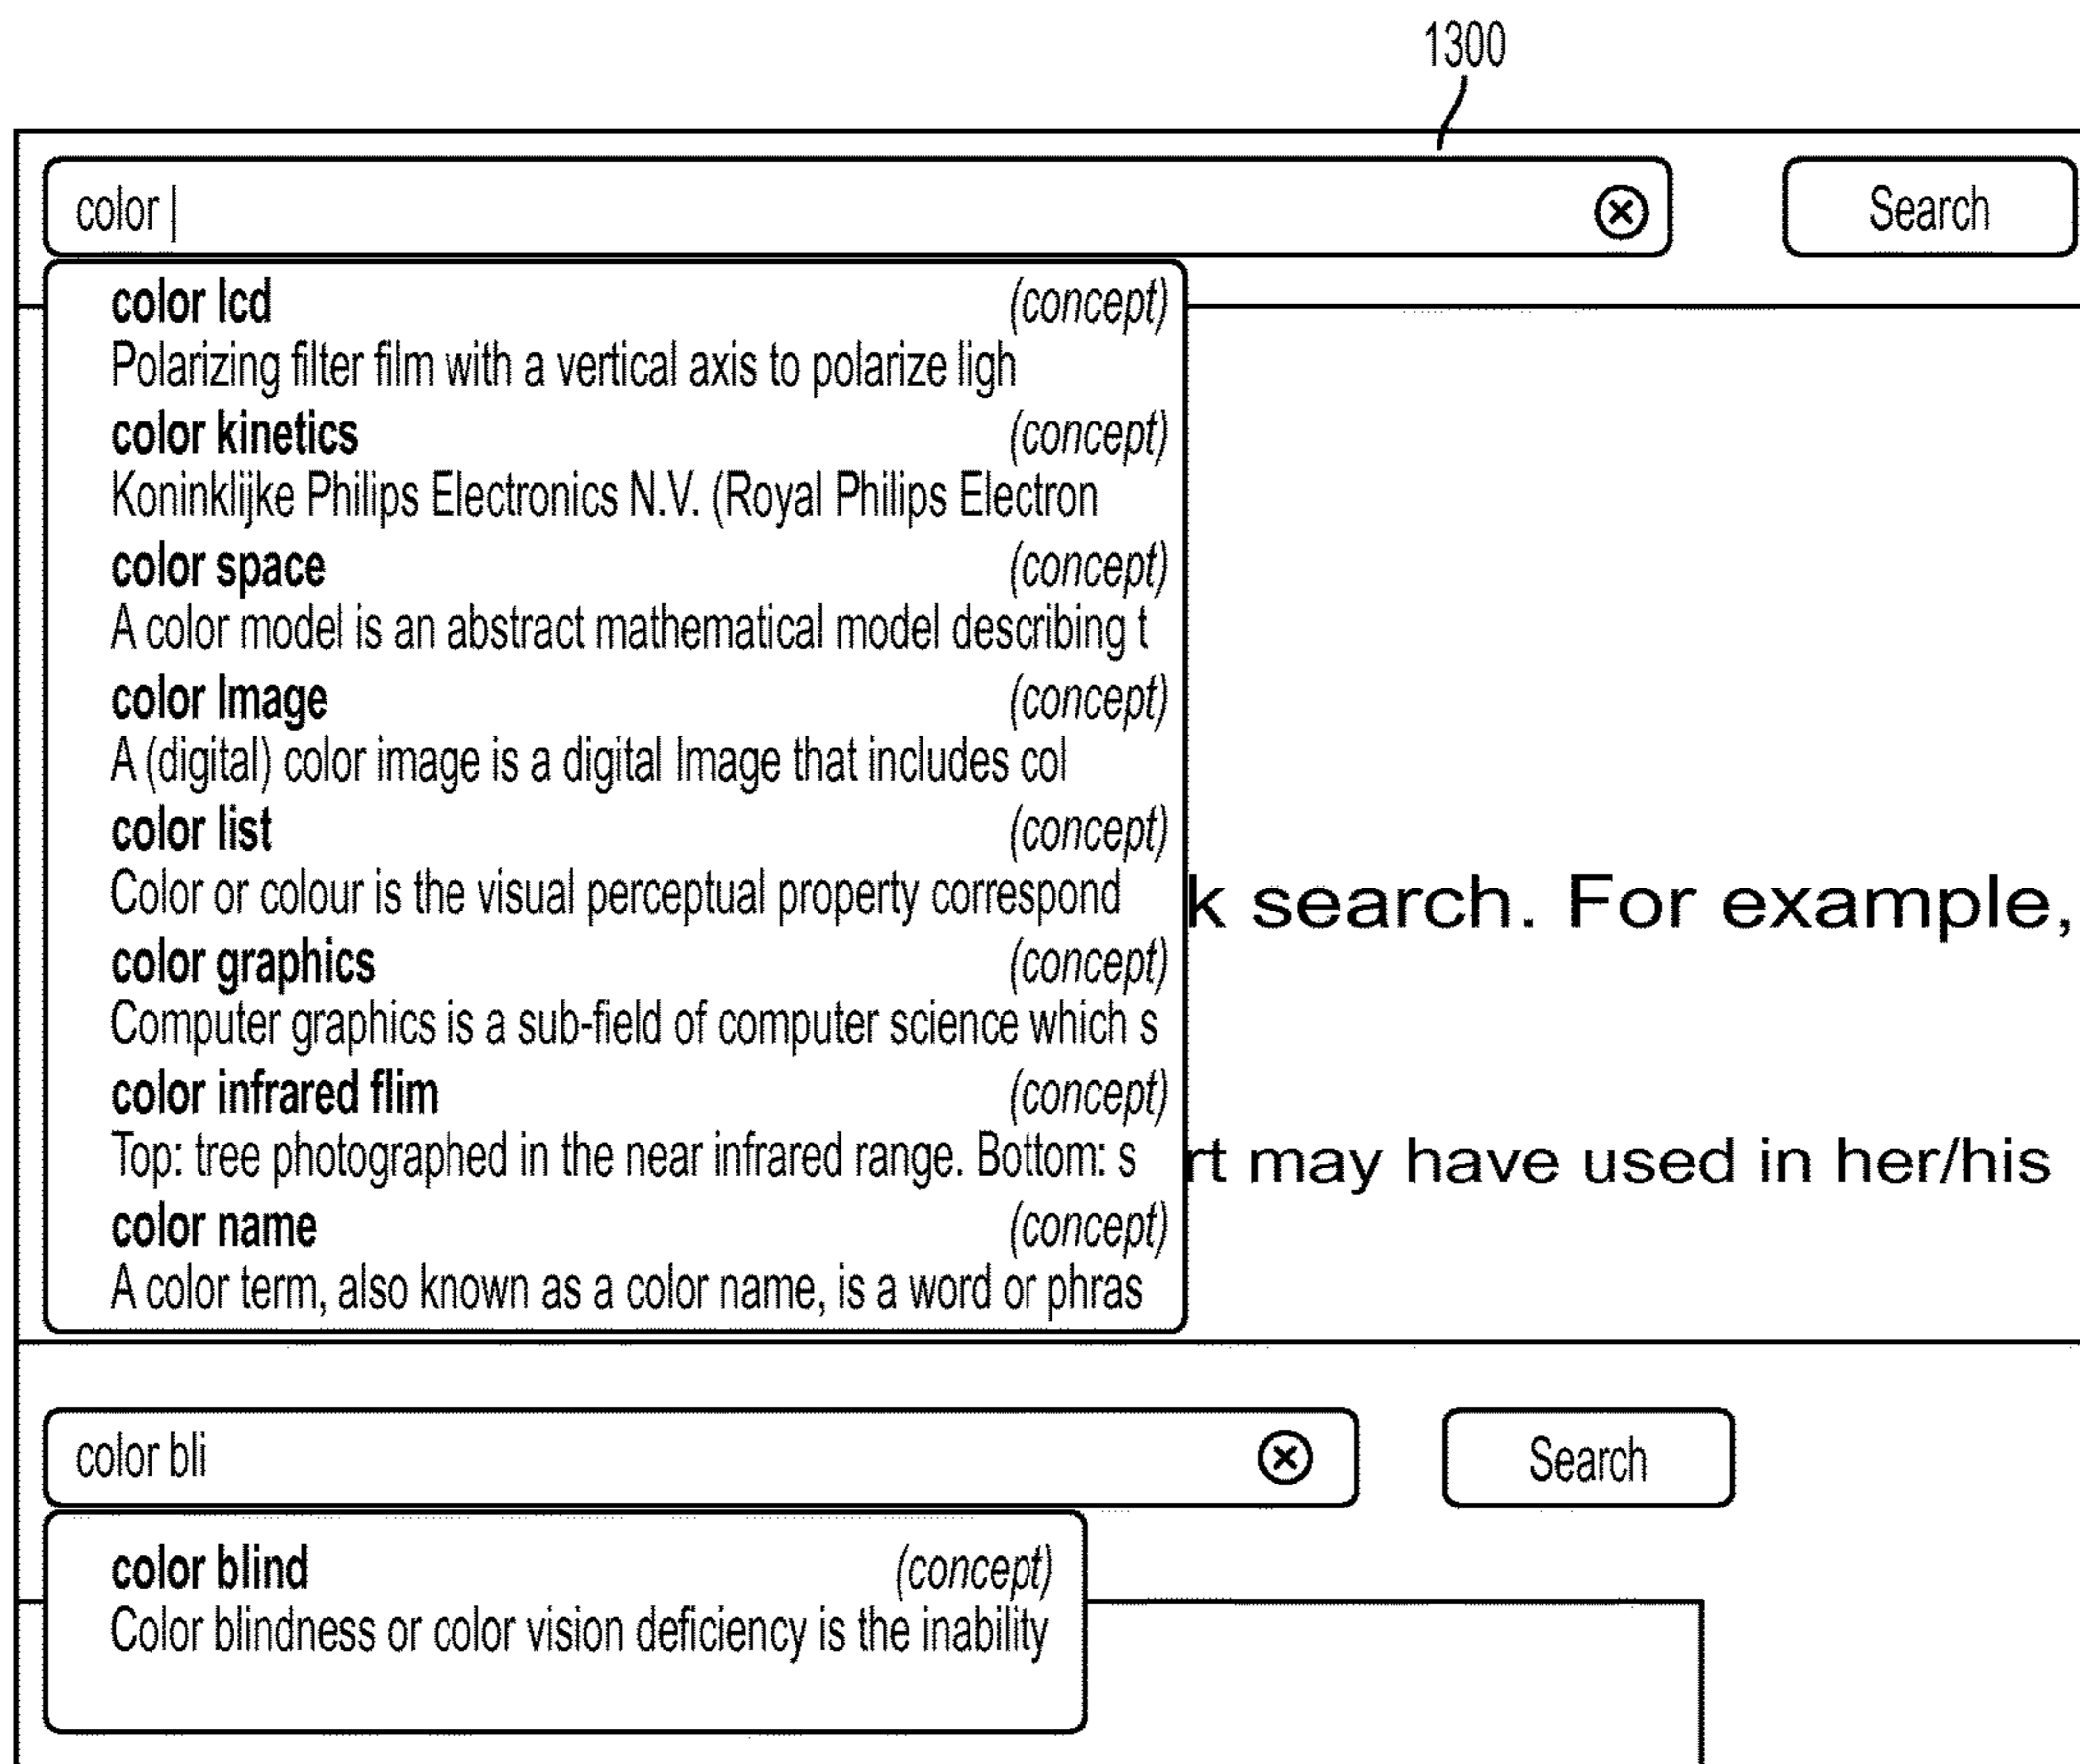 1300
color | Search
color lcd (concept)
Polarizing filter film with a vertical axis to polarize ligh
color kinetics (concept)
Koninklijke Philips Electronics N.V. (Royal Philips Electron
color space (concept)
A color model is an abstract mathematical model describing t
color Image (concept)
A (digital) color image is a digital Image that includes col
color list (concept)
Color or colour is the visual perceptual property correspond
k search. For example,
color graphics (concept)
Computer graphics is a sub-field of computer science which s
color infrared flim (concept)
Top: tree photographed in the near infrared range. Bottom: s
rt may have used in her/his
color name (concept)
A color term, also known as a color name, is a word or phras
color bli Search
color blind (concept)
Color blindness or color vision deficiency is the inability